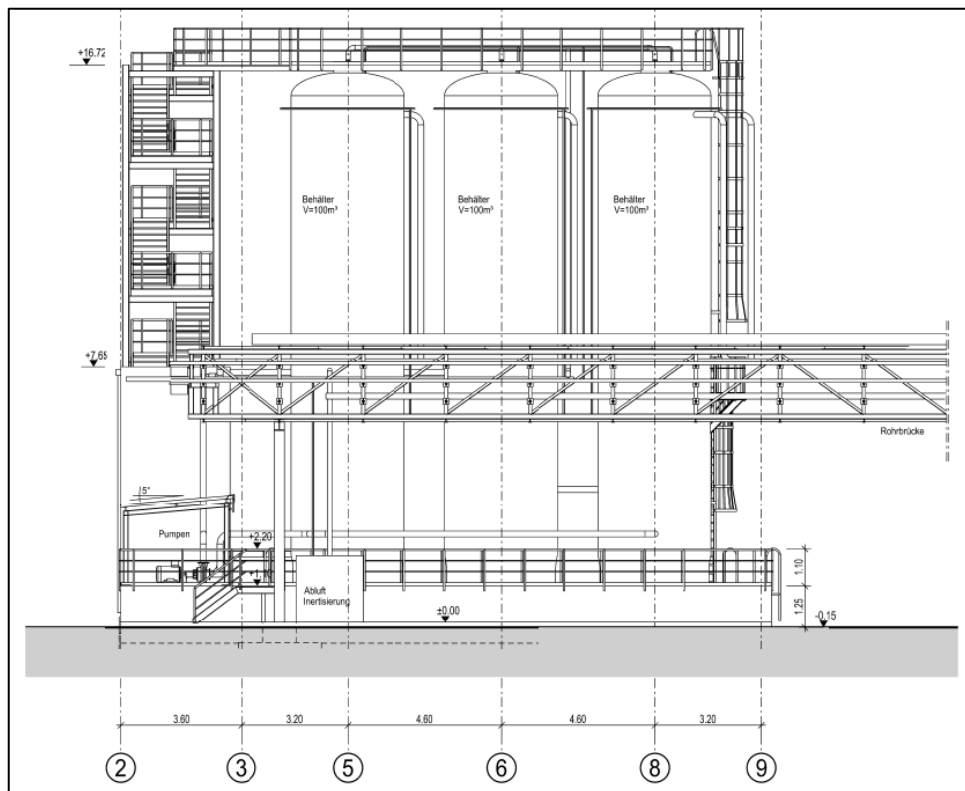 +16.72
Behälter
V=100m³
Behälter
V=100m³
Behälter
V=100m³
+7.65
Rohrbrücke
5°
Pumpen
+2.20
Abluft
Inertisierung
±0.00
1.10
1.25
-0.15
3.60
3.20
4.60
4.60
3.20
2
3
5
6
8
9